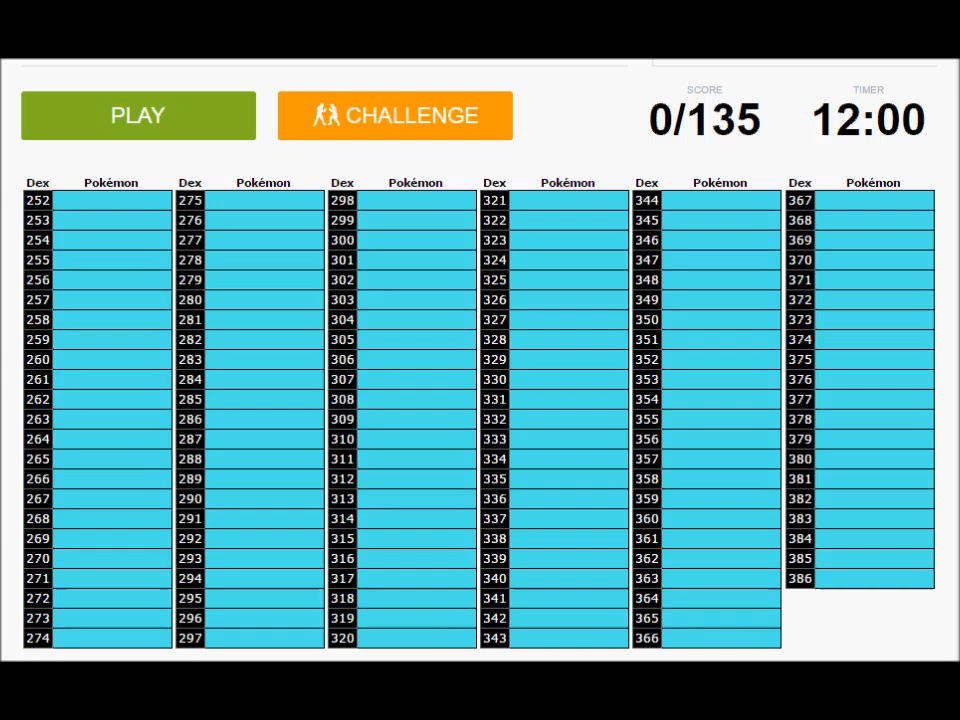 SCORE TIMER
PLAY CHALLENGE 0/135 12:00
Dex Pokémon Dex Pokémon Dex Pokémon Dex Pokémon Dex Pokémon Dex Pokémon
252 275 298 321 344 367
253 276 299 322 345 368
254 277 300 323 346 369
255 278 301 324 347 370
256 279 302 325 348 371
257 280 303 326 349 372
258 281 304 327 350 373
259 282 305 328 351 374
260 283 306 329 352 375
261 284 307 330 353 376
262 285 308 331 354 377
263 286 309 332 355 378
264 287 310 333 356 379
265 288 311 334 357 380
266 289 312 335 358 381
267 290 313 336 359 382
268 291 314 337 360 383
269 292 315 338 361 384
270 293 316 339 362 385
271 294 317 340 363 386
272 295 318 341 364
273 296 319 342 365
274 297 320 343 366